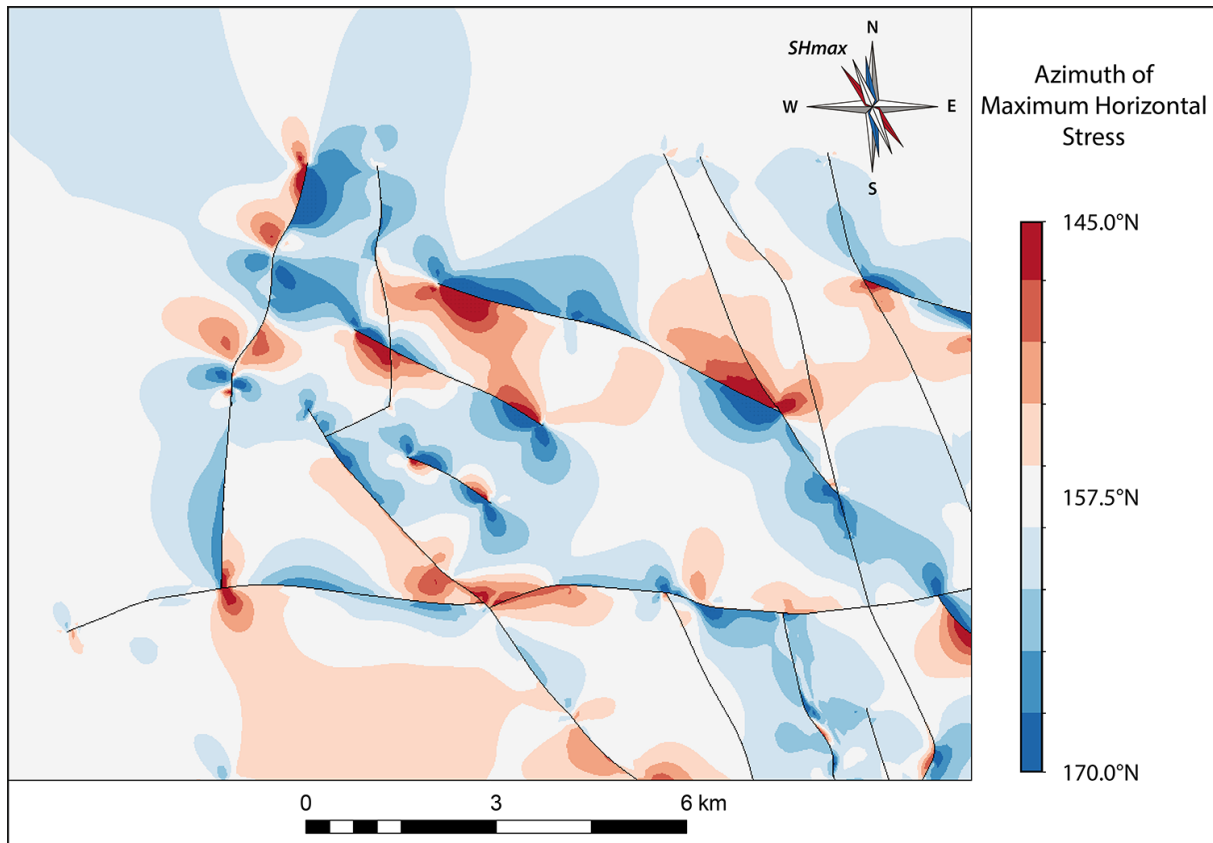 N
SHmax
W
E
S
Azimuth of
Maximum Horizontal
Stress
145.0°N
157.5°N
170.0°N
0
3
6 km